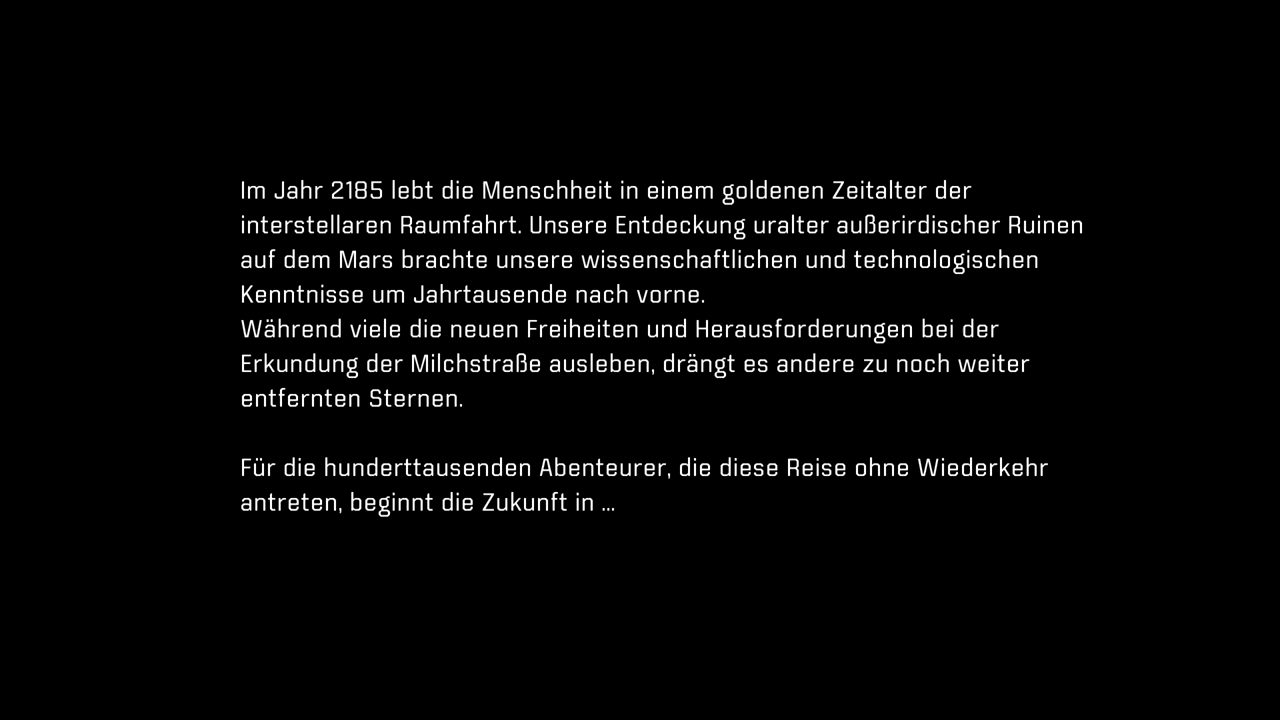 Im Jahr 2185 lebt die Menschheit in einem goldenen Zeitalter der
interstellaren Raumfahrt. Unsere Entdeckung uralter außerirdischer Ruinen
auf dem Mars brachte unsere wissenschaftlichen und technologischen
Kenntnisse um Jahrtausende nach vorne.
Während viele die neuen Freiheiten und Herausforderungen bei der
Erkundung der Milchstraße ausleben, drängt es andere zu noch weiter
entfernten Sternen.
Für die hunderttausenden Abenteurer, die diese Reise ohne Wiederkehr
antreten, beginnt die Zukunft in ...